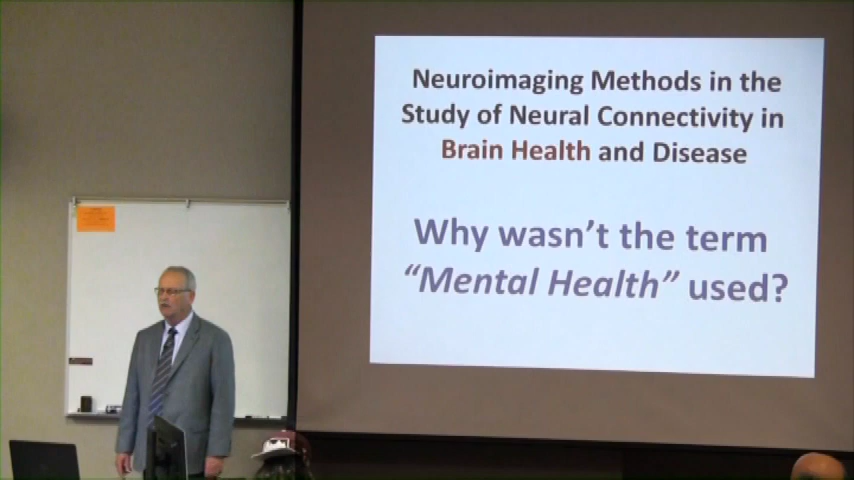 Neuroimaging Methods in the
Study of Neural Connectivity in
Brain Health and Disease
Why wasn't the term
“Mental Health” used?